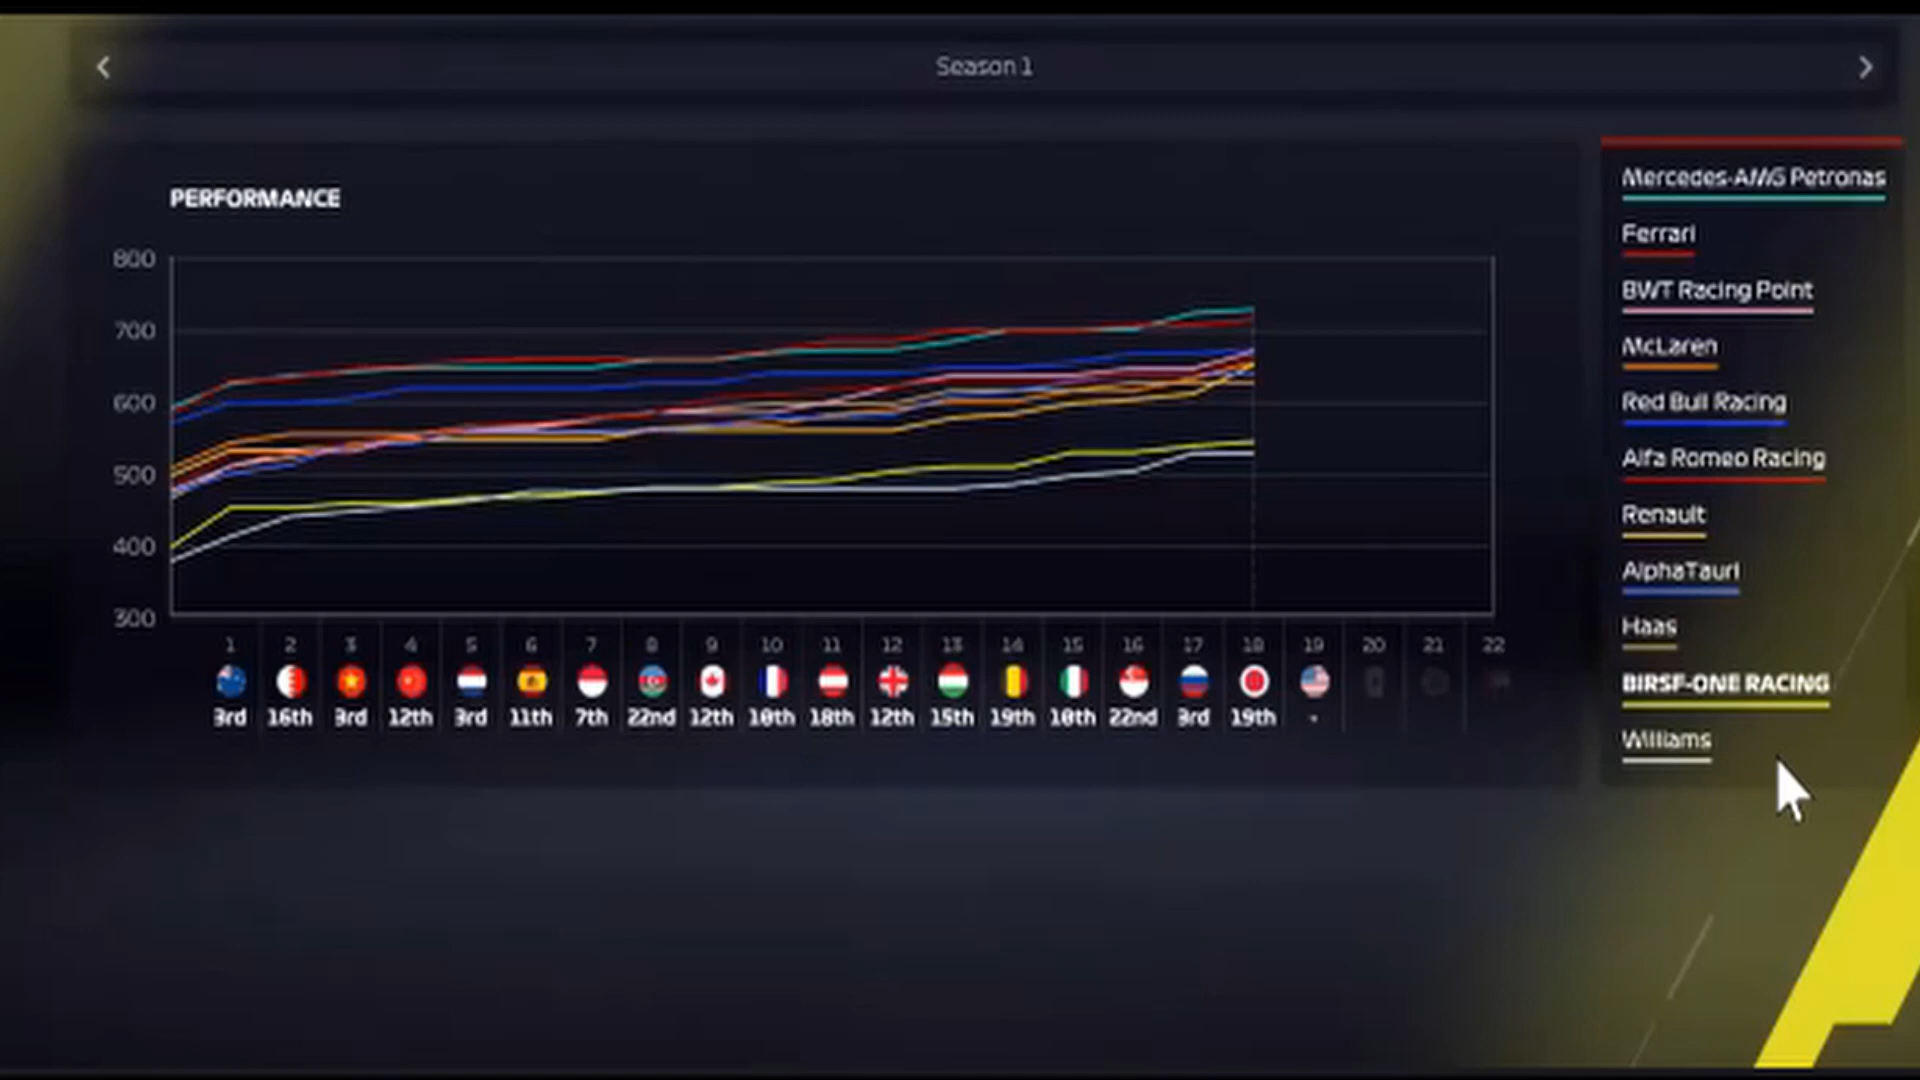 Season 1
PERFORMANCE
800
700
600
500
400
300
1 2 3 4 5 6 7 8 9 10 11 12 13 14 15 16 17 18 19 20 21 22
3rd 16th 3rd 12th 3rd 11th 7th 22nd 12th 10th 18th 12th 15th 19th 10th 22nd 3rd 19th -
Mercedes-AMG Petronas
Ferrari
BWT Racing Point
McLaren
Red Bull Racing
Alfa Romeo Racing
Renault
AlphaTauri
Haas
BIRSF-ONE RACING
Williams